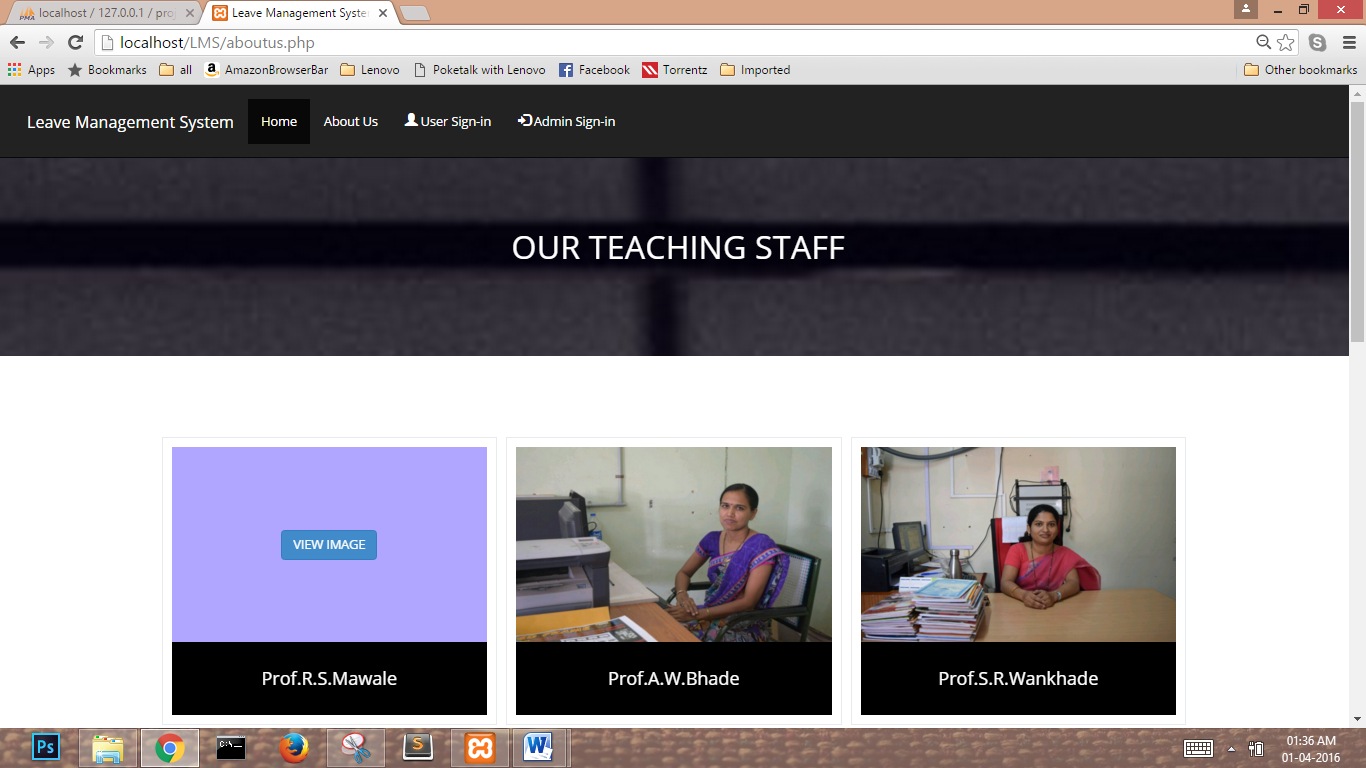 localhost / 127.0.0.1 / proj
Leave Management System
localhost/LMS/aboutus.php
Apps Bookmarks all AmazonBrowserBar Lenovo Poketalk with Lenovo Facebook Torrentz Imported Other bookmarks
Leave Management System Home About Us User Sign-in Admin Sign-in
OUR TEACHING STAFF
VIEW IMAGE
Prof.R.S.Mawale Prof.A.W.Bhade Prof.S.R.Wankhade
01:36 AM
01-04-2016